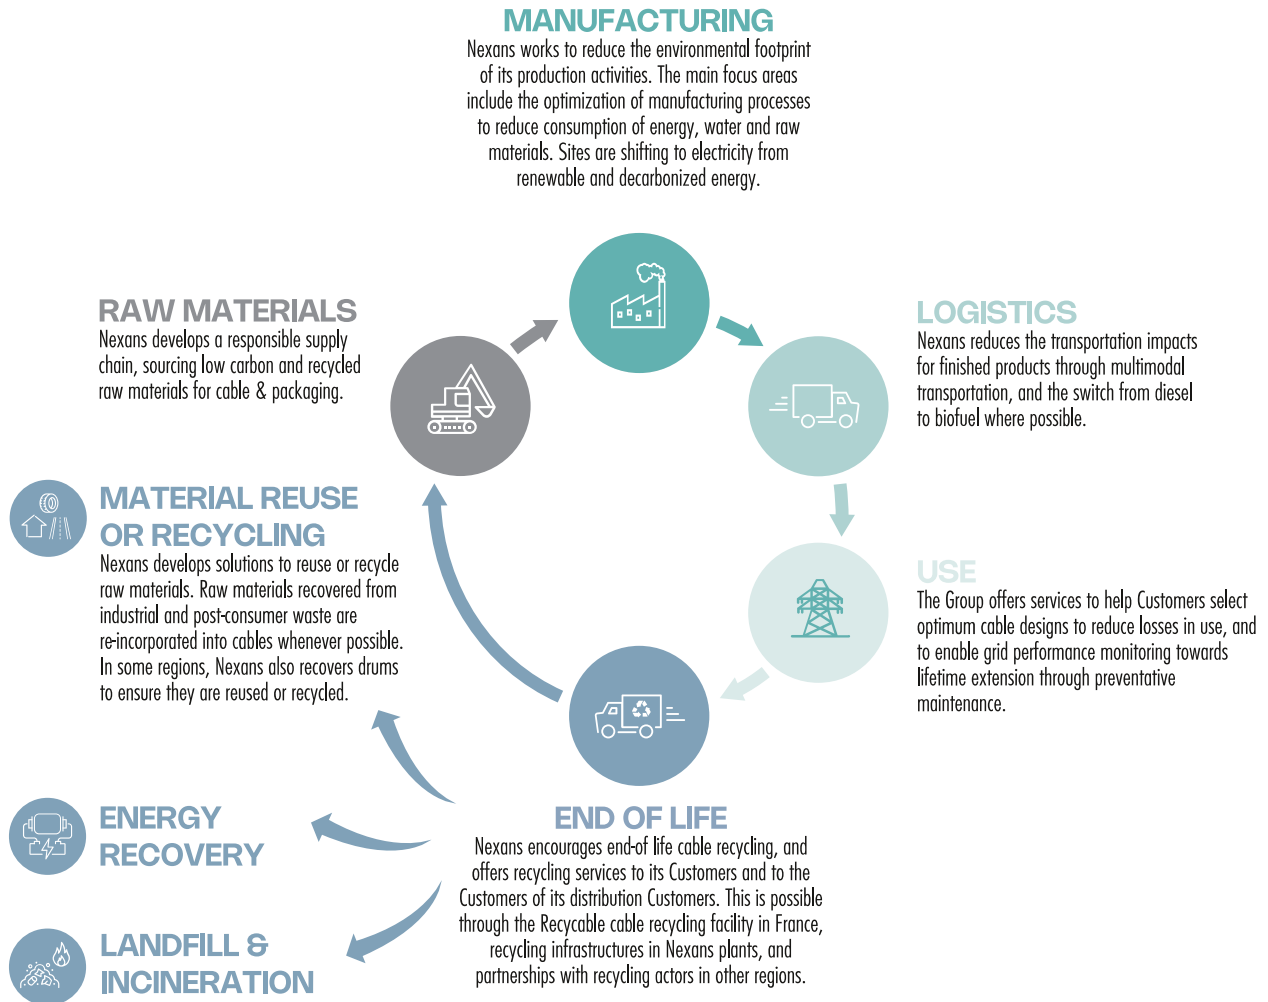 MANUFACTURING
Nexans works to reduce the environmental footprint
of its production activities. The main focus areas
include the optimization of manufacturing processes
to reduce consumption of energy, water and raw
materials. Sites are shifting to electricity from
renewable and decarbonized energy.
RAW MATERIALS
Nexans develops a responsible supply
chain, sourcing low carbon and recycled
raw materials for cable & packaging.
LOGISTICS
Nexans reduces the transportation impacts
for finished products through multimodal
transportation, and the switch from diesel
to biofuel where possible.
MATERIAL REUSE
OR RECYCLING
Nexans develops solutions to reuse or recycle
raw materials. Raw materials recovered from
industrial and post-consumer waste are
re-incorporated into cables whenever possible.
In some regions, Nexans also recovers drums
to ensure they are reused or recycled.
USE
The Group offers services to help Customers select
optimum cable designs to reduce losses in use, and
to enable grid performance monitoring towards
lifetime extension through preventative
maintenance.
ENERGY
RECOVERY
END OF LIFE
Nexans encourages end-of life cable recycling, and
offers recycling services to its Customers and to the
Customers of its distribution Customers. This is possible
through the Recycable cable recycling facility in France,
recycling infrastructures in Nexans plants, and
partnerships with recycling actors in other regions.
LANDFILL &
INCINERATION